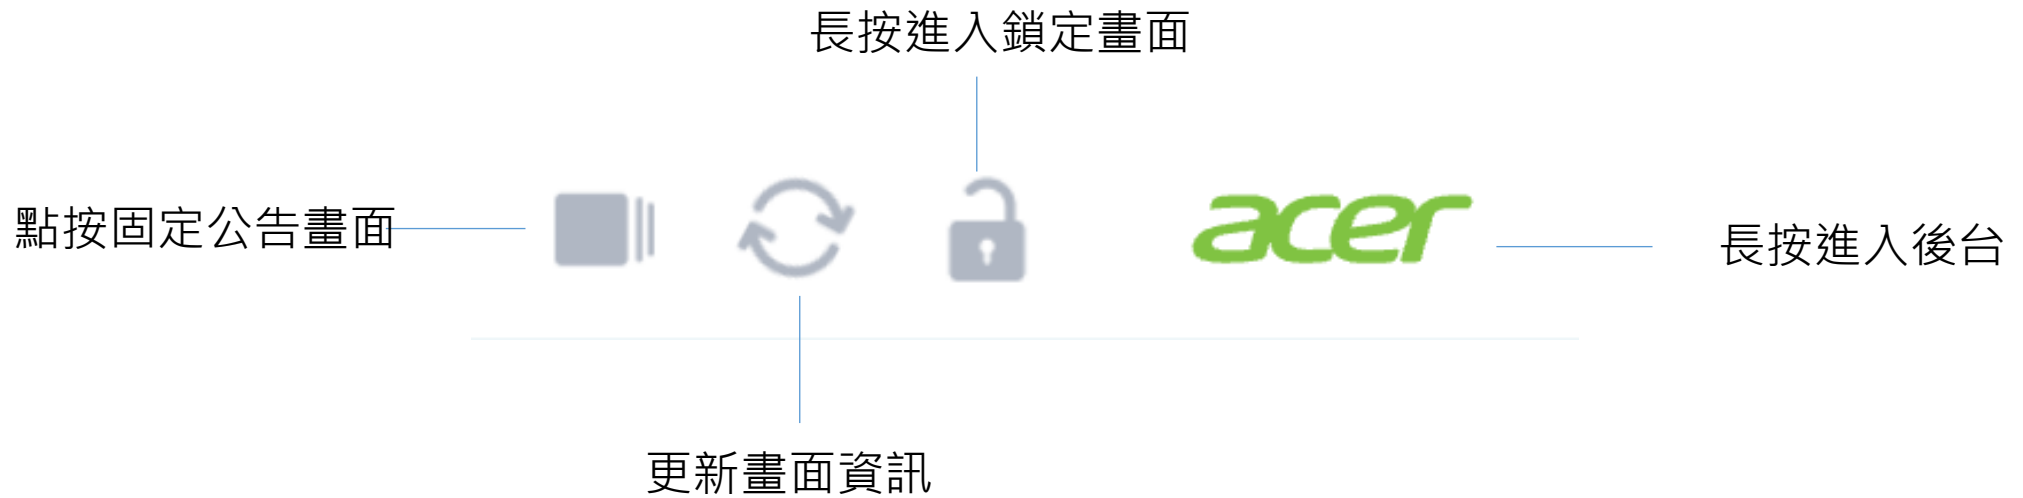 長按進入鎖定畫面
點按固定公告畫面
acer
長按進入後台
更新畫面資訊